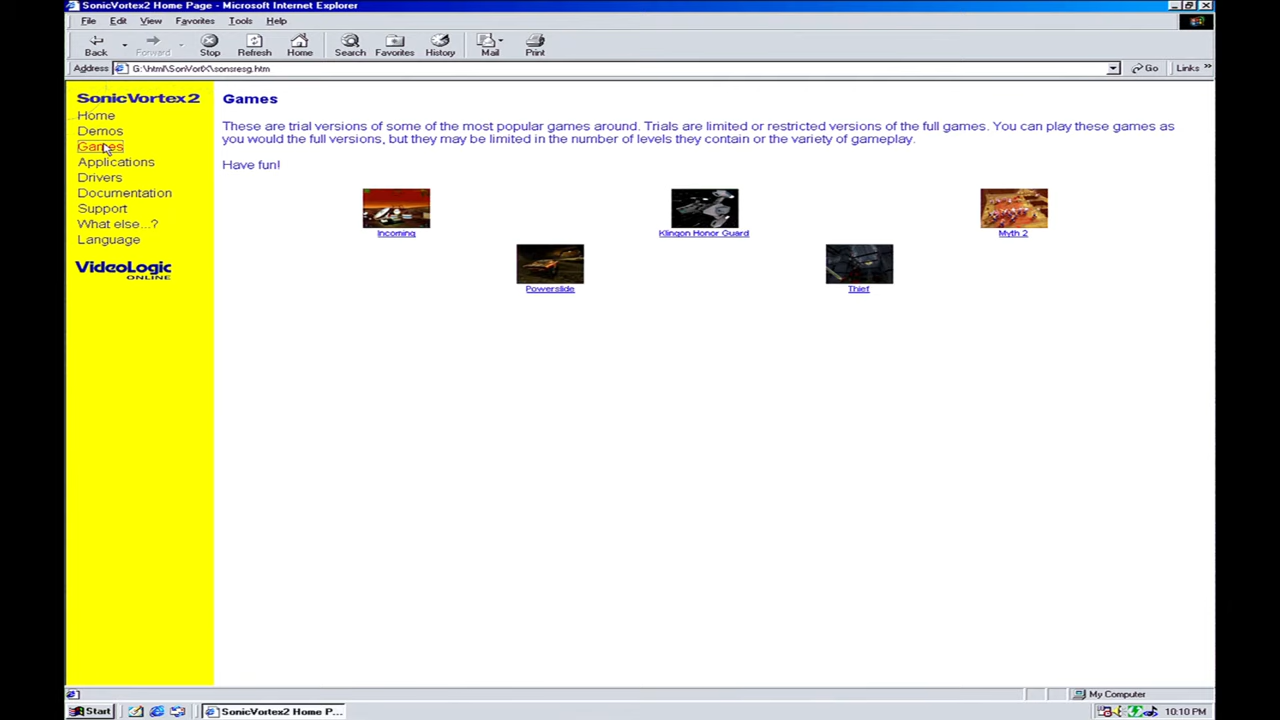 SonicVortex2 Home Page - Microsoft Internet Explorer
File Edit View Favorites Tools Help
Back Forward Stop Refresh Home Search Favorites History Mail Print
Address G:\html\SonVortX\sonsresg.htm Go Links »
SonicVortex2
Home
Demos
Games
Applications
Drivers
Documentation
Support
What else...?
Language
VideoLogic
ONLINE
Games
These are trial versions of some of the most popular games around. Trials are limited or restricted versions of the full games. You can play these games as
you would the full versions, but they may be limited in the number of levels they contain or the variety of gameplay.
Have fun!
Incoming
Klingon Honor Guard
Myth 2
Powerslide
Thief
My Computer
Start SonicVortex2 Home P... 10:10 PM